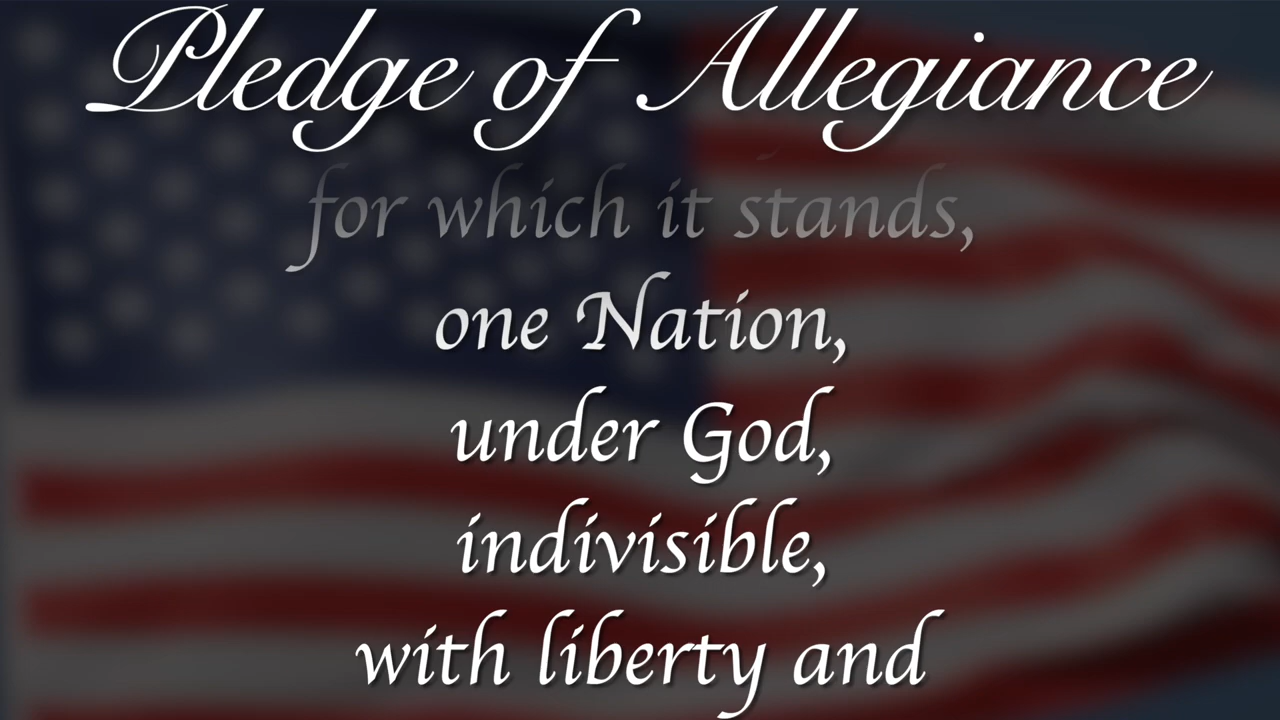 Pledge of Allegiance
for which it stands,
one Nation,
under God,
indivisible,
with liberty and